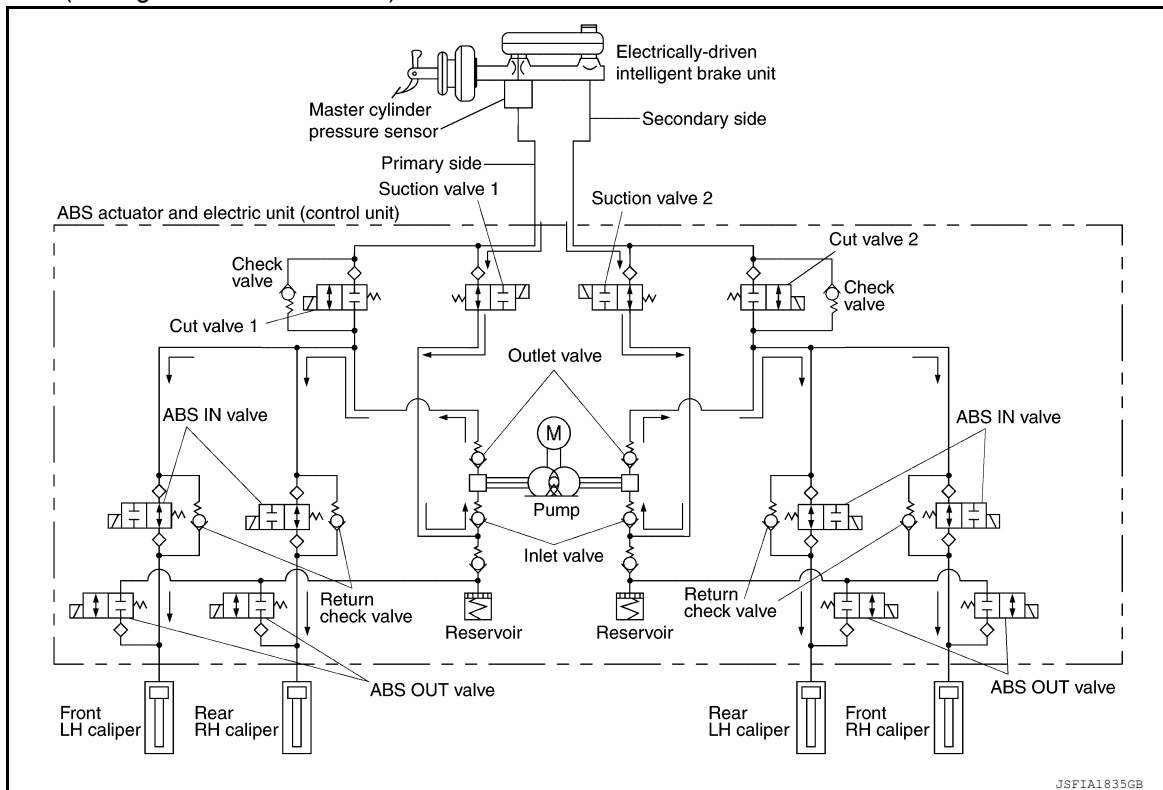 Electrically-driven
intelligent brake unit
Master cylinder
pressure sensor
Secondary side
Primary side
Suction valve 1
Suction valve 2
ABS actuator and electric unit (control unit)
Cut valve 2
Check
valve
Check
valve
Cut valve 1
Outlet valve
ABS IN valve
ABS IN valve
M
Pump
Inlet valve
Return
check valve
Return
check valve
Reservoir
Reservoir
ABS OUT valve
ABS OUT valve
Front
LH caliper
Rear
RH caliper
Rear
LH caliper
Front
RH caliper
JSFIA1835GB